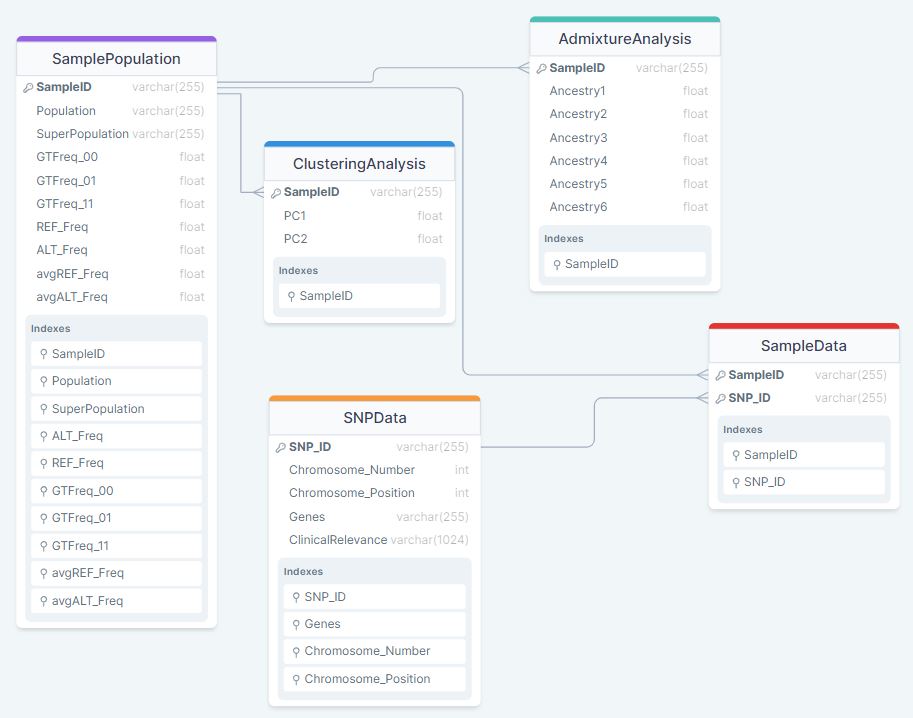 SamplePopulation
SampleID varchar(255)
Population varchar(255)
SuperPopulation varchar(255)
GTFreq_00 float
GTFreq_01 float
GTFreq_11 float
REF_Freq float
ALT_Freq float
avgREF_Freq float
avgALT_Freq float
Indexes
SampleID
Population
SuperPopulation
ALT_Freq
REF_Freq
GTFreq_00
GTFreq_01
GTFreq_11
avgREF_Freq
avgALT_Freq
ClusteringAnalysis
SampleID varchar(255)
PC1 float
PC2 float
Indexes
SampleID
AdmixtureAnalysis
SampleID varchar(255)
Ancestry1 float
Ancestry2 float
Ancestry3 float
Ancestry4 float
Ancestry5 float
Ancestry6 float
Indexes
SampleID
SNPData
SNP_ID varchar(255)
Chromosome_Number int
Chromosome_Position int
Genes varchar(255)
ClinicalRelevance varchar(1024)
Indexes
SNP_ID
Genes
Chromosome_Number
Chromosome_Position
SampleData
SampleID varchar(255)
SNP_ID varchar(255)
Indexes
SampleID
SNP_ID